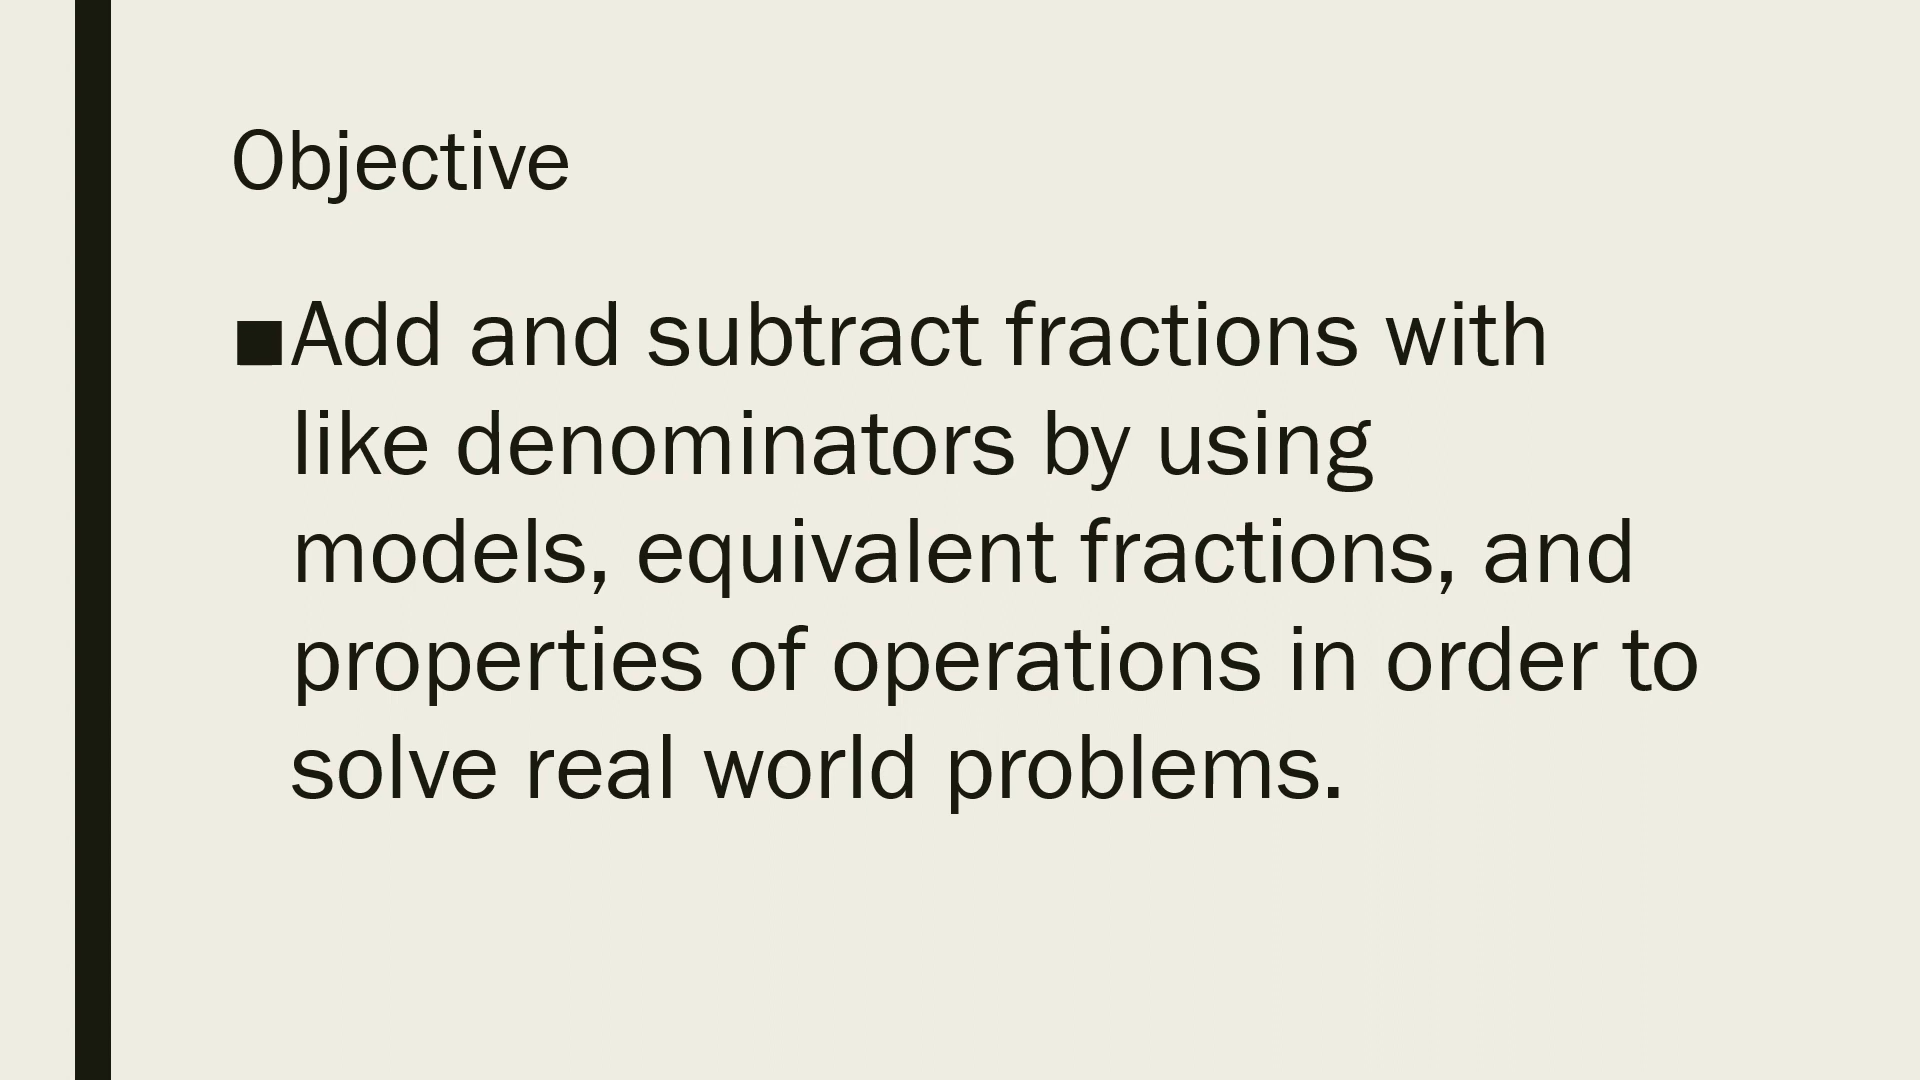 Objective
■Add and subtract fractions with
like denominators by using
models, equivalent fractions, and
properties of operations in order to
solve real world problems.